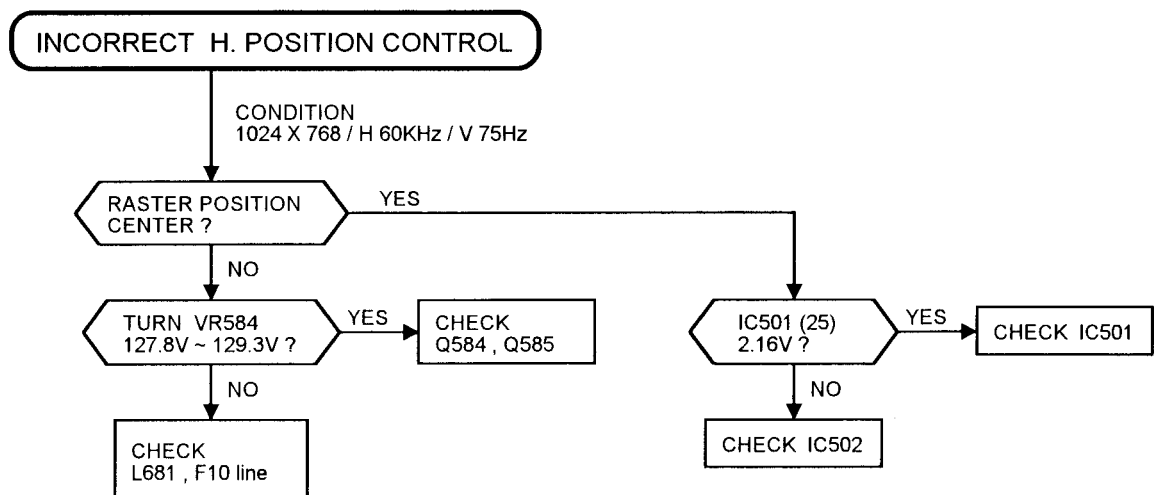 INCORRECT H. POSITION CONTROL
CONDITION
1024 X 768 / H 60KHz / V 75Hz
RASTER POSITION
CENTER ?
YES
NO
TURN VR584
127.8V ~ 129.3V ?
YES
CHECK
Q584 , Q585
NO
CHECK
L681 , F10 line
IC501 (25)
2.16V ?
YES
CHECK IC501
NO
CHECK IC502